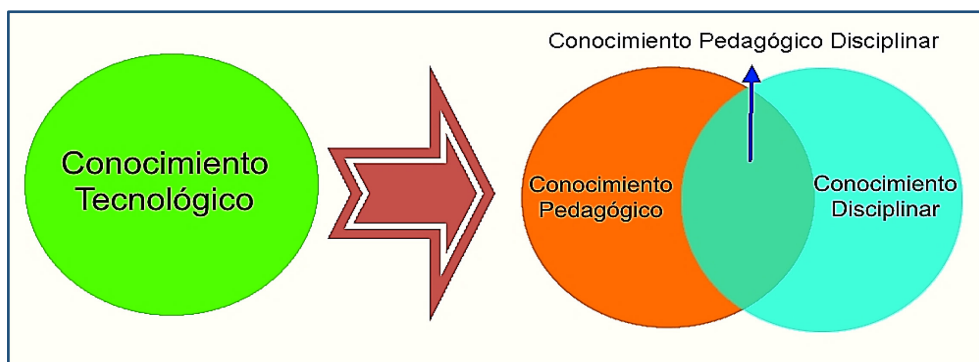 Conocimiento Pedagógico Disciplinar
Conocimiento
Tecnológico
Conocimiento
Pedagógico
Conocimiento
Disciplinar